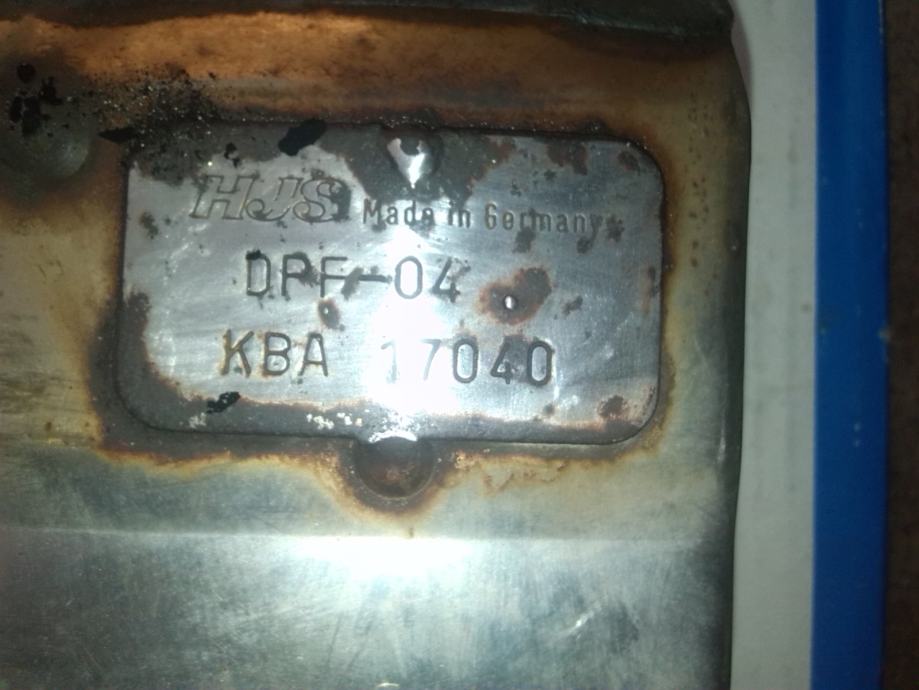 HJS Made in Germany
DPF-04
KBA 17040